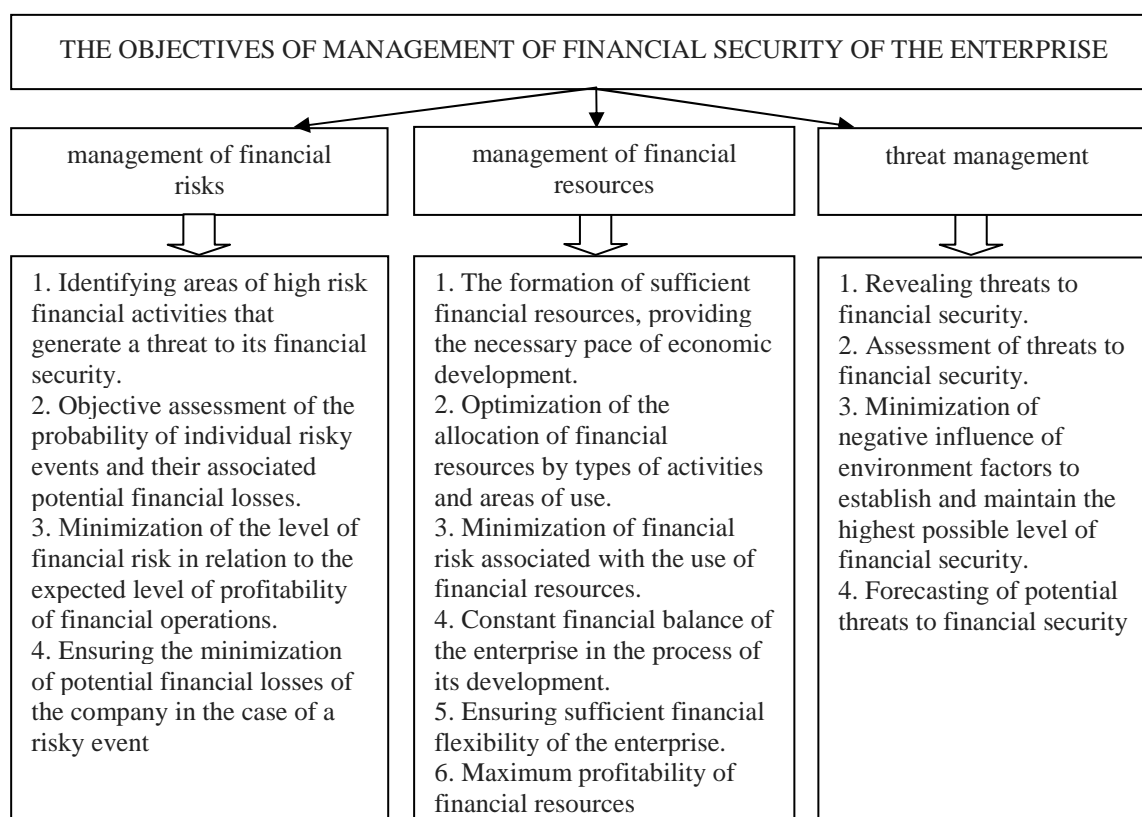 THE OBJECTIVES OF MANAGEMENT OF FINANCIAL SECURITY OF THE ENTERPRISE
management of financial
risks
management of financial
resources
threat management
1. Identifying areas of high risk
financial activities that
generate a threat to its financial
security.
2. Objective assessment of the
probability of individual risky
events and their associated
potential financial losses.
3. Minimization of the level of
financial risk in relation to the
expected level of profitability
of financial operations.
4. Ensuring the minimization
of potential financial losses of
the company in the case of a
risky event
1. The formation of sufficient
financial resources, providing
the necessary pace of economic
development.
2. Optimization of the
allocation of financial
resources by types of activities
and areas of use.
3. Minimization of financial
risk associated with the use of
financial resources.
4. Constant financial balance of
the enterprise in the process of
its development.
5. Ensuring sufficient financial
flexibility of the enterprise.
6. Maximum profitability of
financial resources
1. Revealing threats to
financial security.
2. Assessment of threats to
financial security.
3. Minimization of
negative influence of
environment factors to
establish and maintain the
highest possible level of
financial security.
4. Forecasting of potential
threats to financial security